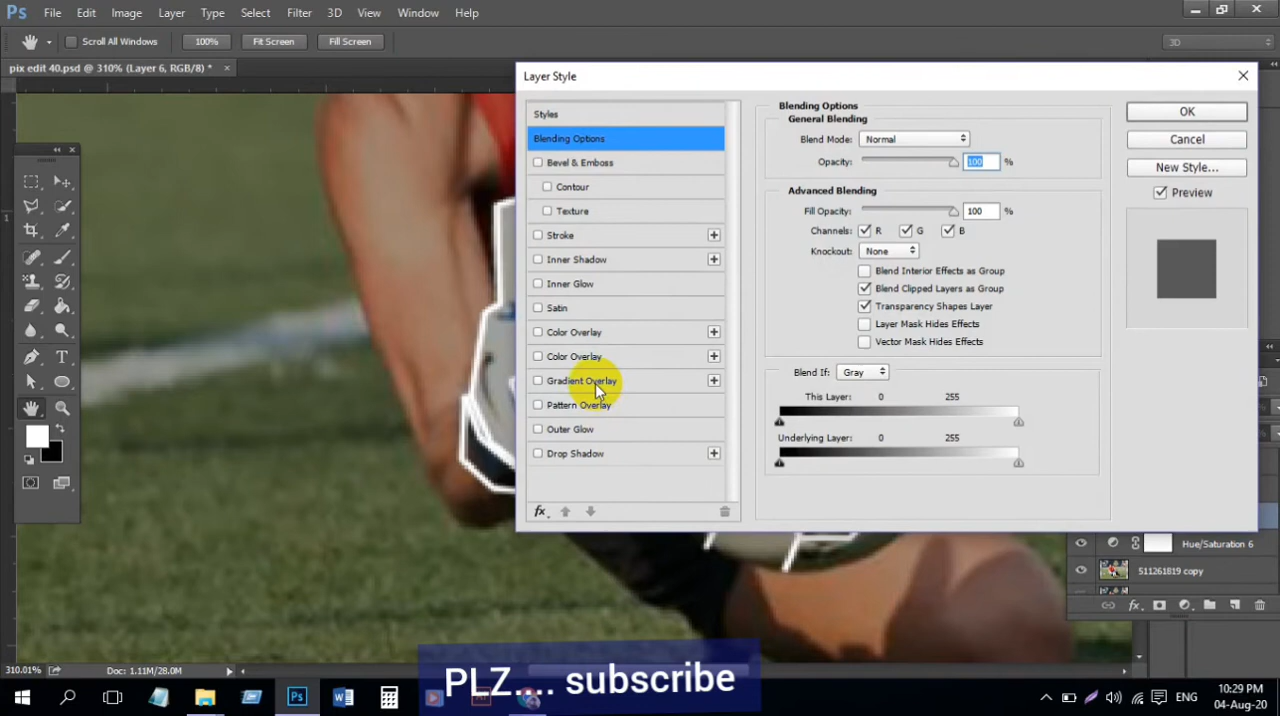 Ps File Edit Image Layer Type Select Filter 3D View Window Help
Scroll All Windows 100% Fit Screen Fill Screen 3D
pix edit 40.psd @ 310% (Layer 6, RGB/8) * ×
Layer Style
Styles
Blending Options
Bevel & Emboss
Contour
Texture
Stroke
Inner Shadow
Inner Glow
Satin
Color Overlay
Color Overlay
Gradient Overlay
Pattern Overlay
Outer Glow
Drop Shadow
fx
Blending Options
General Blending
Blend Mode: Normal
Opacity: 100 %
Advanced Blending
Fill Opacity: 100 %
Channels: R G B
Knockout: None
Blend Interior Effects as Group
Blend Clipped Layers as Group
Transparency Shapes Layer
Layer Mask Hides Effects
Vector Mask Hides Effects
Blend If: Gray
This Layer: 0 255
Underlying Layer: 0 255
OK
Cancel
New Style...
Preview
Hue/Saturation 6
511261819 copy
fx
310.01% Doc: 1.11M/28.0M
PLZ.... subscribe
ENG
10:29 PM
04-Aug-20